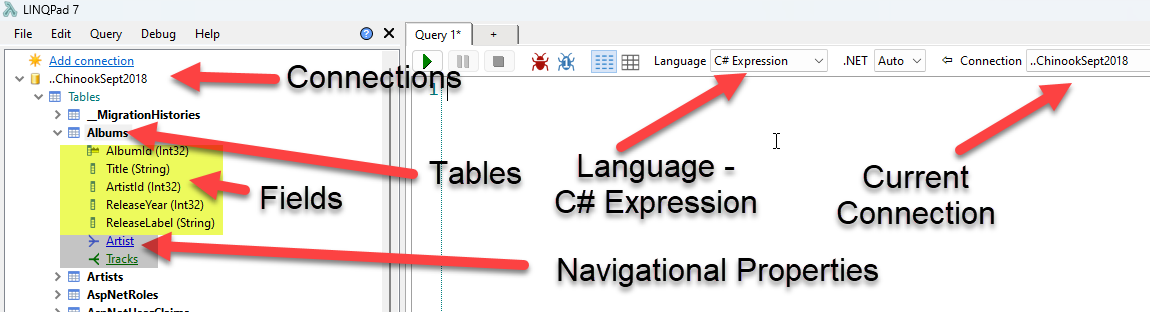 LINQPad 7
File Edit Query Debug Help
Query 1* +
Add connection
..ChinookSept2018
Tables
__MigrationHistories
Albums
AlbumId (Int32)
Title (String)
ArtistId (Int32)
ReleaseYear (Int32)
ReleaseLabel (String)
Artist
Tracks
Artists
AspNetRoles
AspNetUserClaims
Language C# Expression .NET Auto Connection ..ChinookSept2018
1
Connections
Tables
Fields
Navigational Properties
Language -
C# Expression
Current
Connection